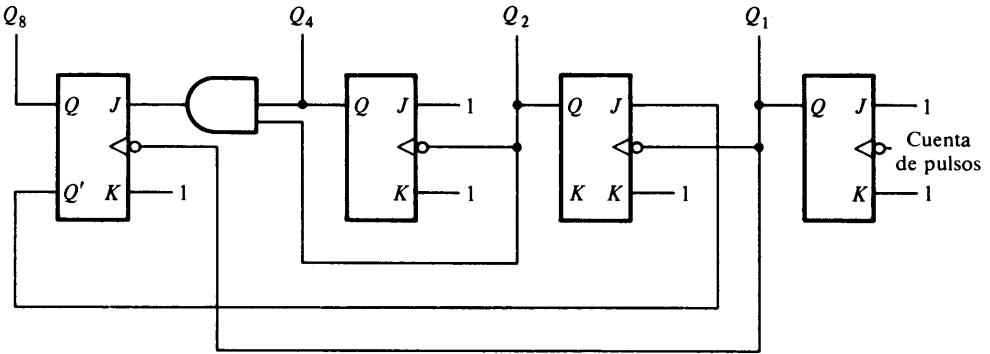 Q8 Q4 Q2 Q1
Q J Q J 1 Q J Q J 1
Cuenta
de pulsos
Q' K 1 K 1 K K 1 K 1